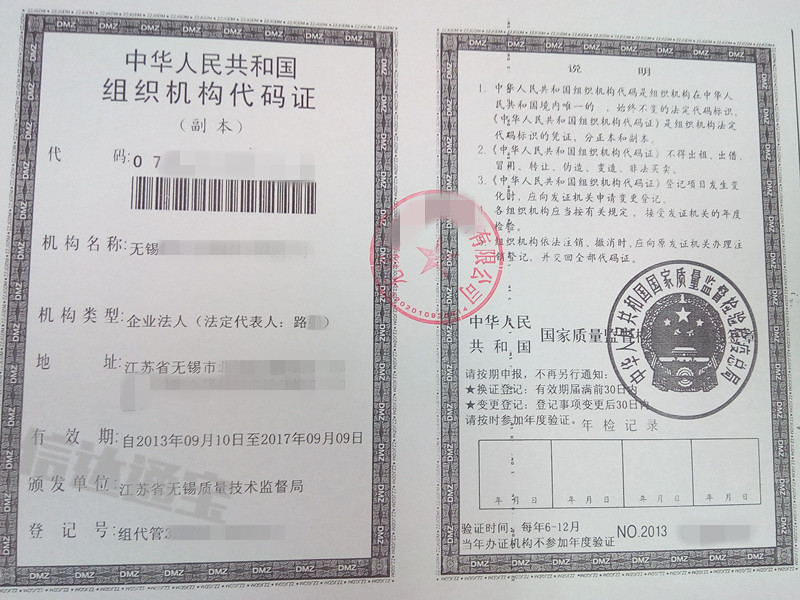 中华人民共和国
组织机构代码证
（副本）
代 码:07
机构名称:无锡
机构类型:企业法人（法定代表人：路
地 址:江苏省无锡市
有 效 期:自2013年09月10日至2017年09月09日
颁发单位:江苏省无锡质量技术监督局
登 记 号:组代管3
信达通宝
说 明
1. 中华人民共和国组织机构代码是组织机构在中华人
民共和国境内唯一的、始终不变的法定代码标识，
《中华人民共和国组织机构代码证》是组织机构法定
代码标识的凭证，分正本和副本。
2.《中华人民共和国组织机构代码证》不得出租、出借、
冒用、转让、伪造、变造、非法买卖。
3.《中华人民共和国组织机构代码证》登记项目发生变
化时，应向发证机关申请变更登记。
各组织机构应当按有关规定，接受发证机关的年度
检验。
组织机构依法注销、撤消时，应向原发证机关办理注
销登记，并交回全部代码证。
有限公司
中华人民
共和国
国家质量监督检
中华人民共和国国家质量监督检验检疫总局
请按期申报，不再另行通知：
★换证登记：有效期届满前30日内
★变更登记：登记事项变更后30日内
请按时参加年度验证。
年检记录
年 月 日
年 月 日
年 月 日
年 月 日
验证时间：每年6-12月
当年办证机构不参加年度验证
NO.2013